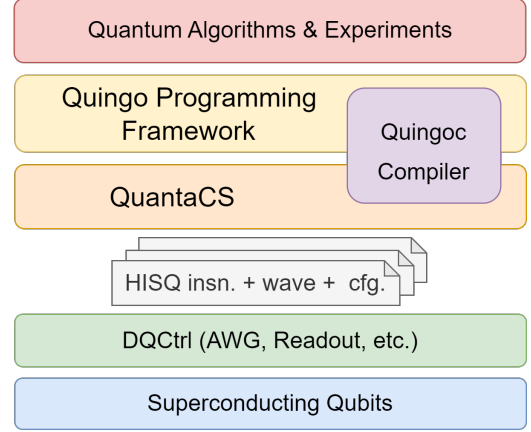 Quantum Algorithms & Experiments
Quingo Programming
Framework
Quingoc
Compiler
QuantaCS
HISQ insn. + wave + cfg.
DQCtrl (AWG, Readout, etc.)
Superconducting Qubits